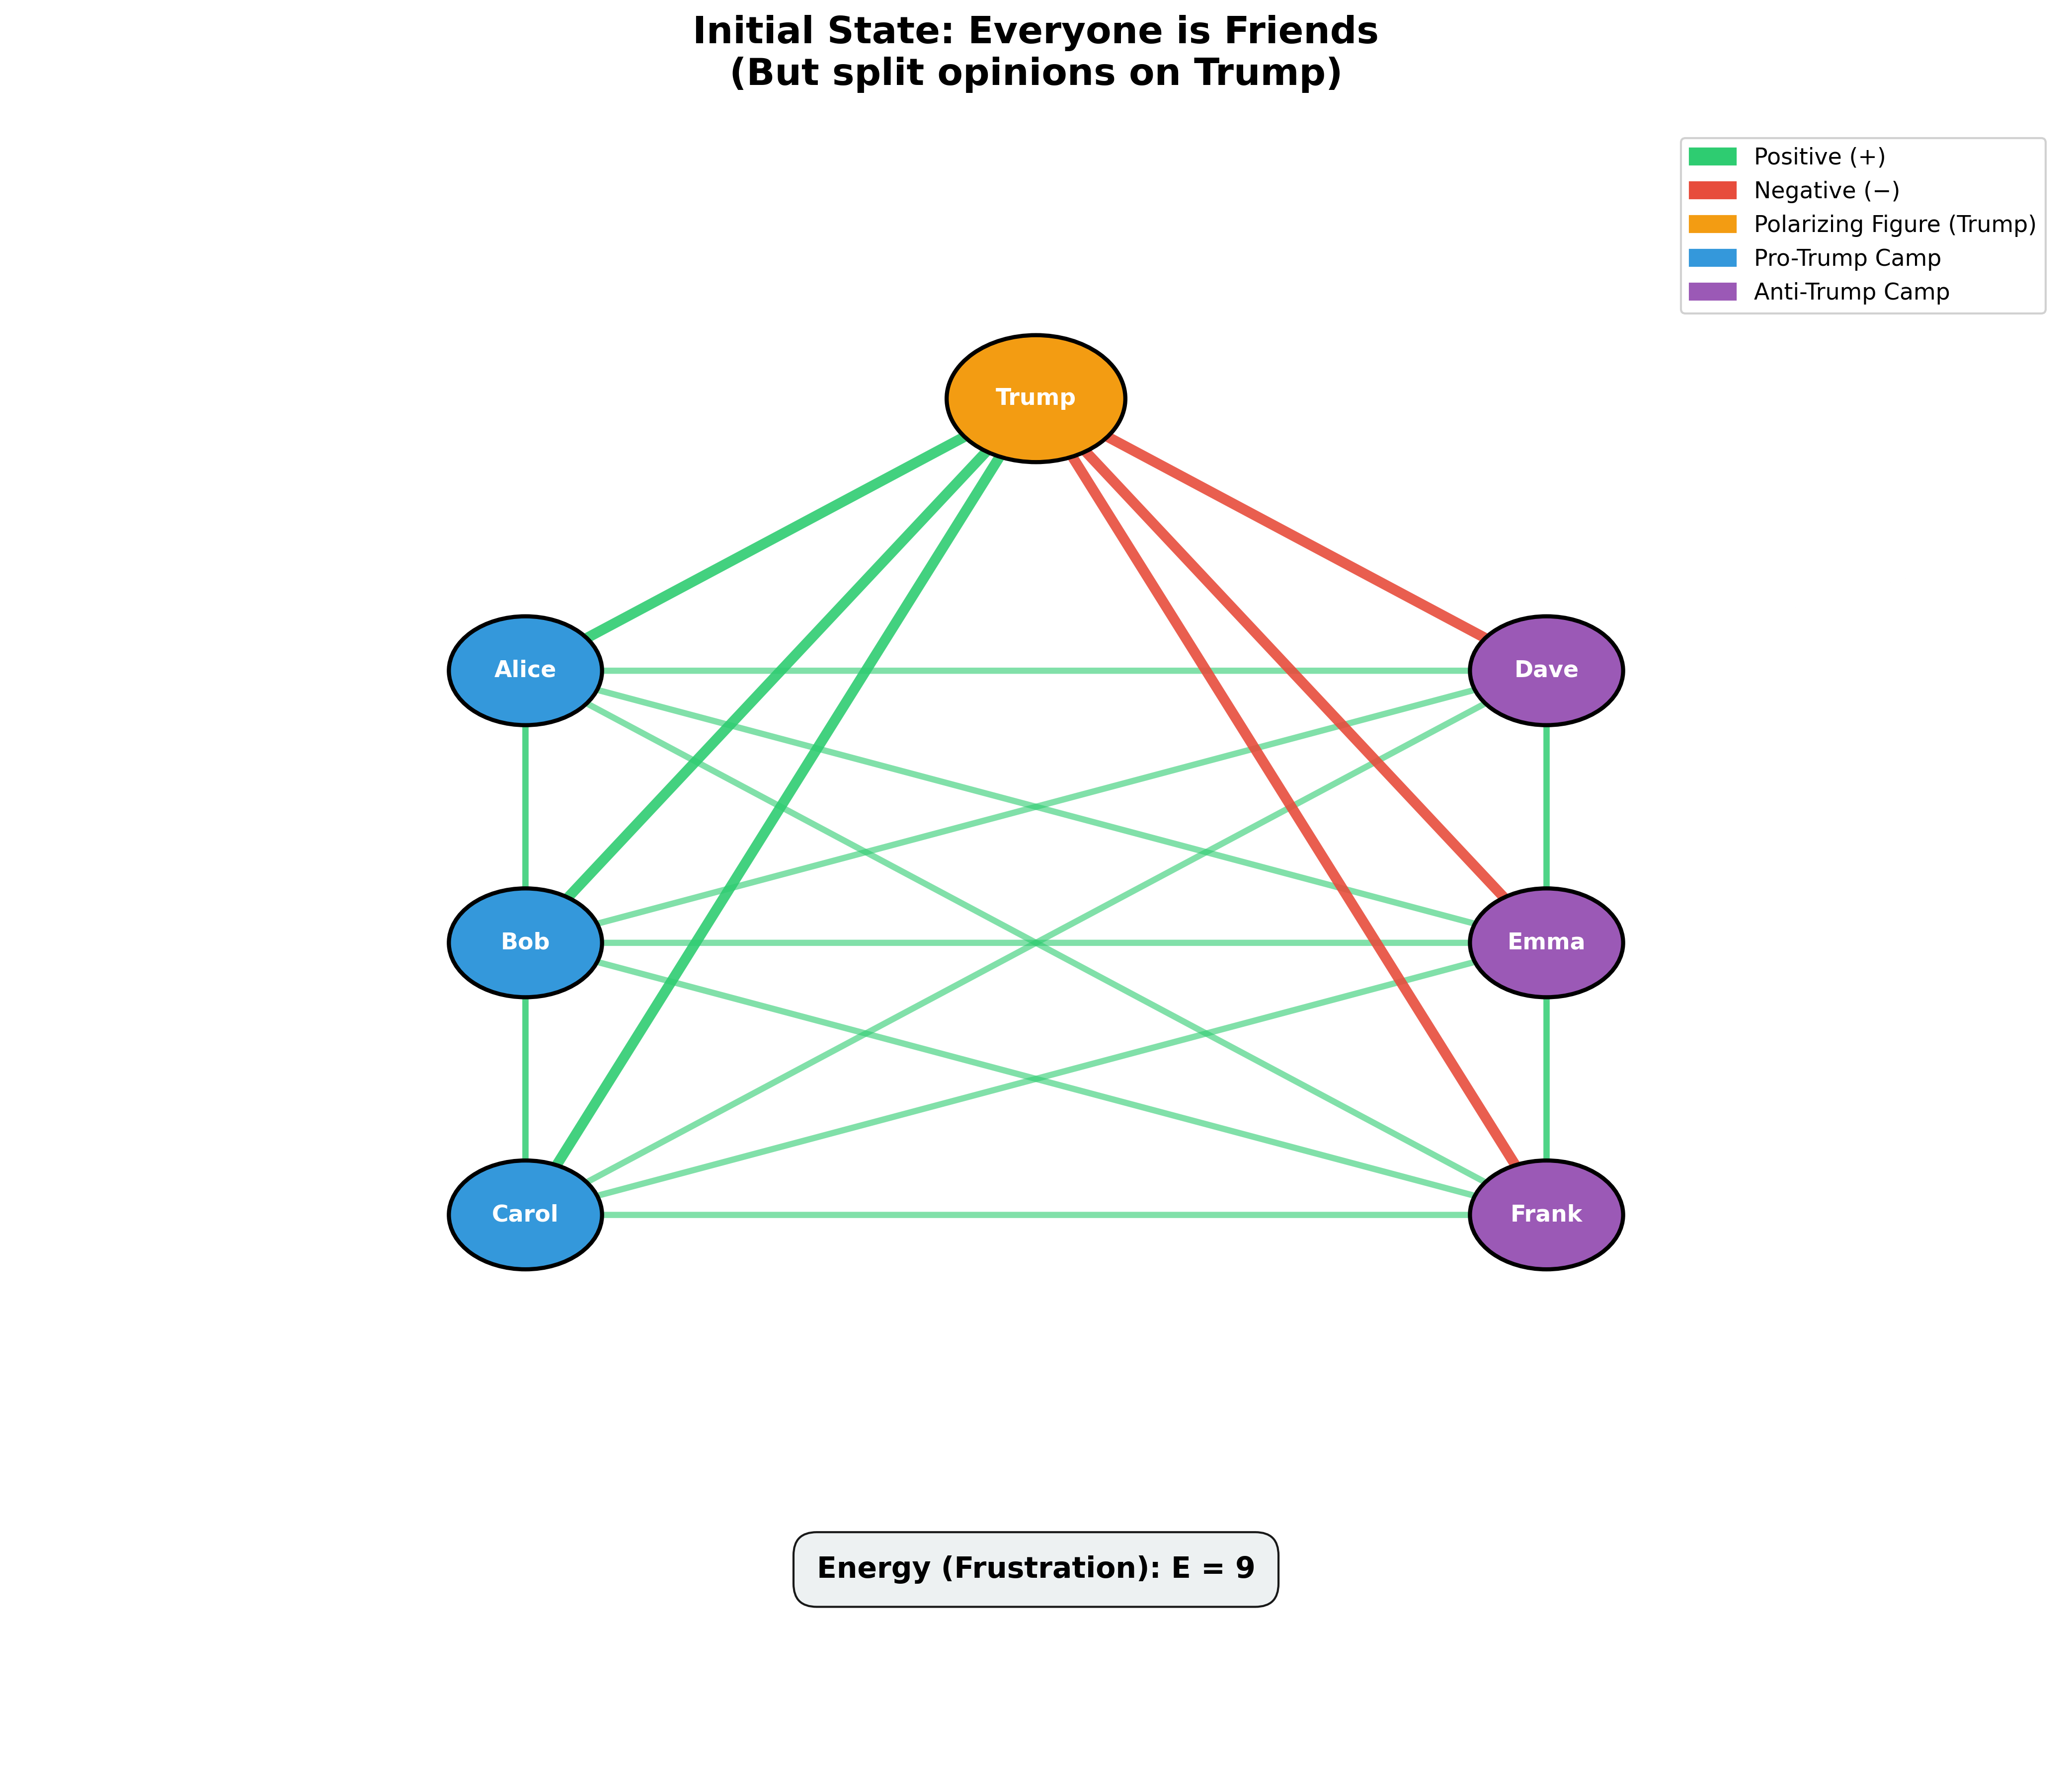 Initial State: Everyone is Friends
(But split opinions on Trump)
Positive (+)
Negative (−)
Polarizing Figure (Trump)
Pro-Trump Camp
Anti-Trump Camp
Trump
Alice
Dave
Bob
Emma
Carol
Frank
Energy (Frustration): E = 9